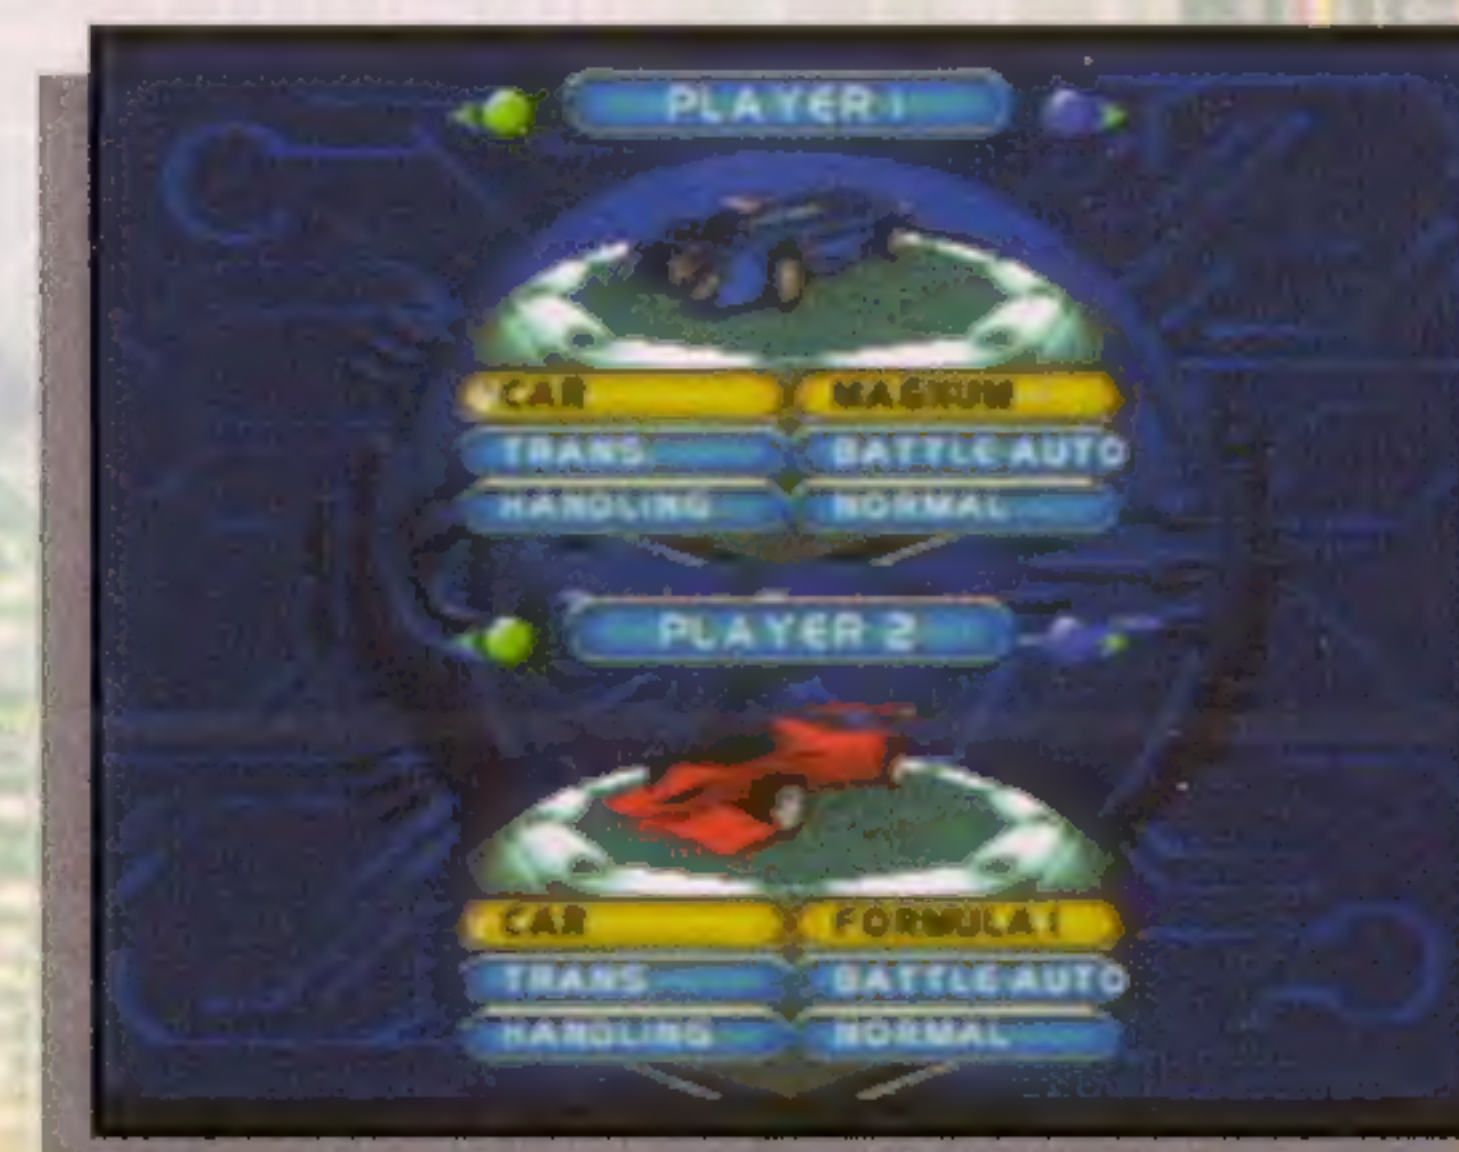 PLAYER 1
CAR MAGNUM
TRANS BATTLE AUTO
HANDLING NORMAL
PLAYER 2
CAR FORMULA 1
TRANS BATTLE AUTO
HANDLING NORMAL